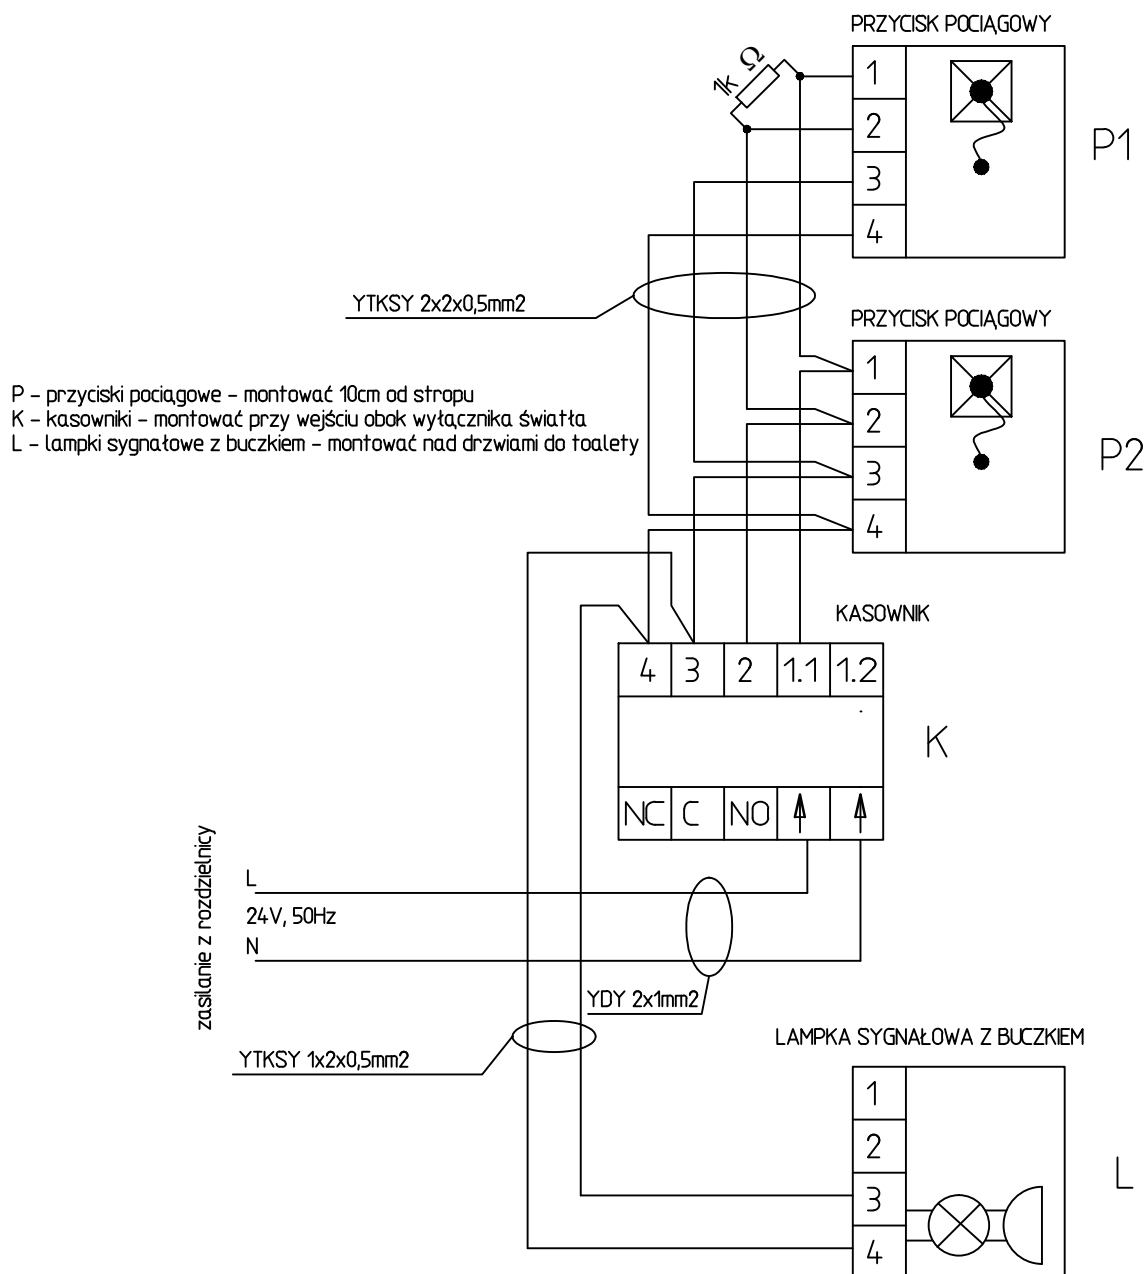 PRZYCISK POCIĄGOWY
1k Ω
1
2
3
4
P1
YTKSY 2x2x0,5mm2
PRZYCISK POCIĄGOWY
1
2
3
4
P2
P - przyciski pociągowe - montować 10cm od stropu
K - kasowniki - montować przy wejściu obok wyłącznika światła
L - lampki sygnałowe z buczkiem - montować nad drzwiami do toalety
KASOWNIK
4 3 2 1.1 1.2
K
NC C NO
zasilanie z rozdzielnicy
L
24V, 50Hz
N
YDY 2x1mm2
YTKSY 1x2x0,5mm2
LAMPKA SYGNAŁOWA Z BUCZKIEM
1
2
3
4
L